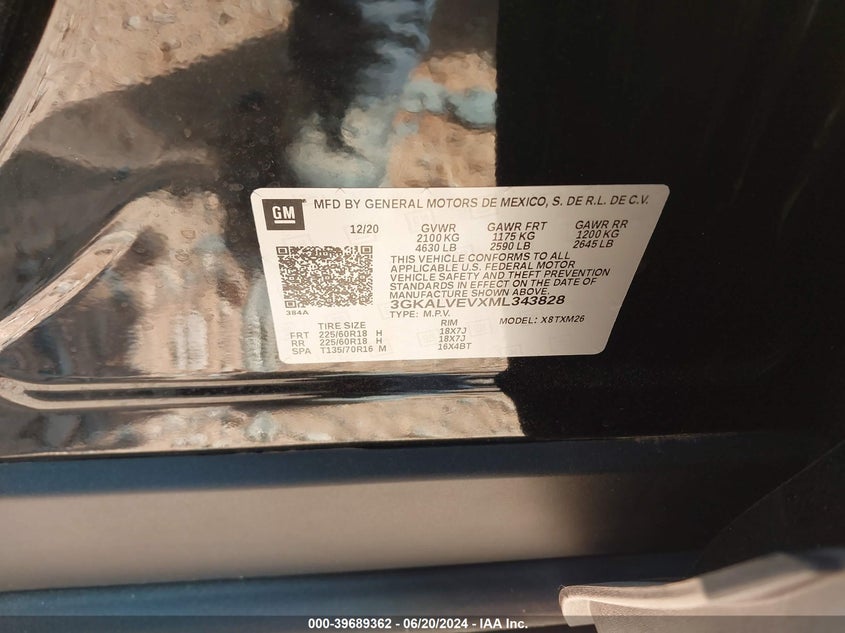 GM
MFD BY GENERAL MOTORS DE MEXICO, S. DE R.L. DE C.V.
12/20 GVWR GAWR FRT GAWR RR
2100 KG 1175 KG 1200 KG
4630 LB 2590 LB 2645 LB
THIS VEHICLE CONFORMS TO ALL
APPLICABLE U.S. FEDERAL MOTOR
VEHICLE SAFETY AND THEFT PREVENTION
STANDARDS IN EFFECT ON THE DATE OF
MANUFACTURE SHOWN ABOVE.
3GKALVEVXML343828
384A TYPE: M.P.V. MODEL: X8TXM26
TIRE SIZE RIM
FRT 225/60R18 H 18X7J
RR 225/60R18 H 18X7J
SPA T135/70R16 M 16X4BT
000-39689362 - 06/20/2024 - IAA Inc.